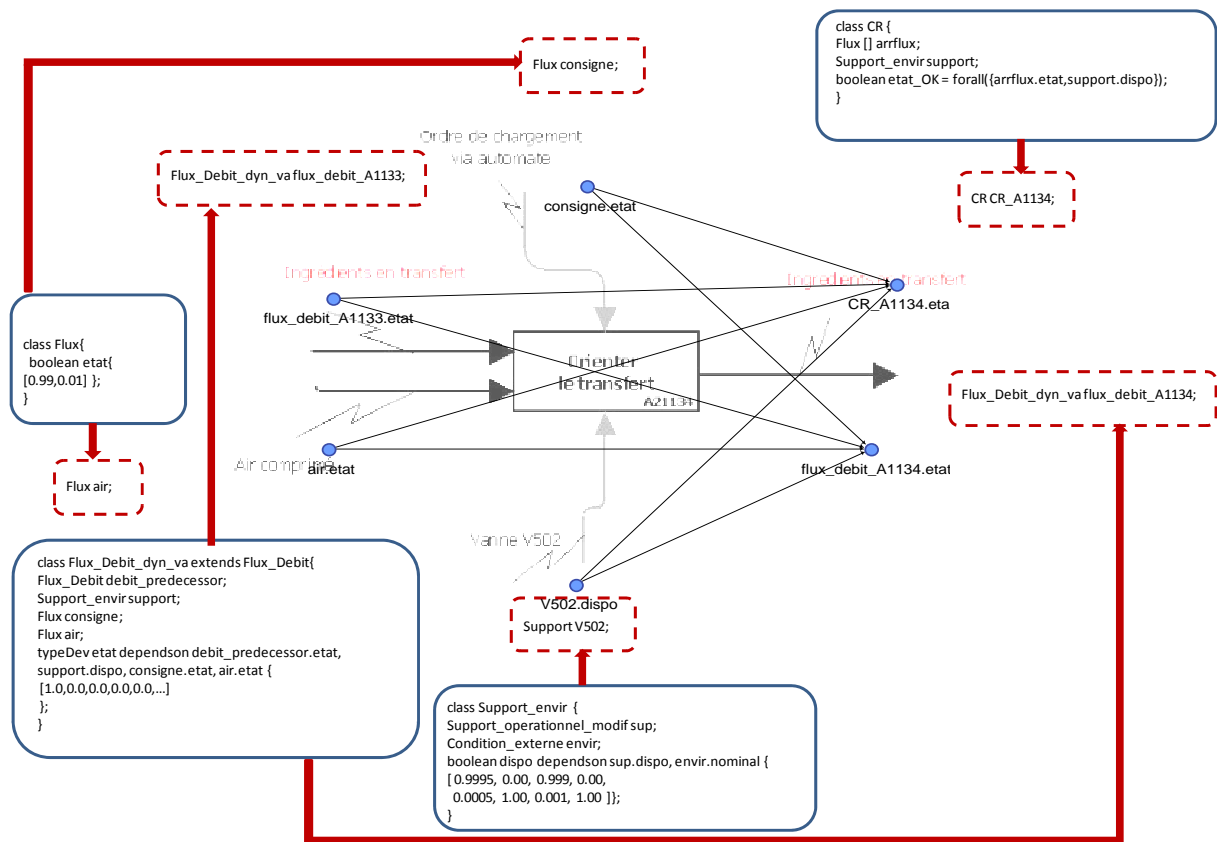 class CR {
Flux [] arrflux;
Support_envir support;
boolean etat_OK = forall({arrflux.etat,support.dispo});
}
Flux consigne;
Ordre de chargement
via automate
Flux_Debit_dyn_va flux_debit_A1133;
CR CR_A1134;
consigne.etat
Ingrédients en transfert
Ingrédients en transfert
flux_debit_A1133.etat
CR_A1134.eta
class Flux{
boolean etat{
[0.99,0.01] };
}
Orienter
le transfert
A21134
Flux_Debit_dyn_va flux_debit_A1134;
Flux air;
Air comprimé
air.etat
flux_debit_A1134.etat
Vanne V502
class Flux_Debit_dyn_va extends Flux_Debit{
Flux_Debit debit_predecessor;
Support_envir support;
Flux consigne;
Flux air;
typeDev etat dependson debit_predecessor.etat,
support.dispo, consigne.etat, air.etat {
[1.0,0.0,0.0,0.0,0.0,...]
};
}
V502.dispo
Support V502;
class Support_envir {
Support_operationnel_modif sup;
Condition_externe envir;
boolean dispo dependson sup.dispo, envir.nominal {
[ 0.9995, 0.00, 0.999, 0.00,
0.0005, 1.00, 0.001, 1.00 ]};
}